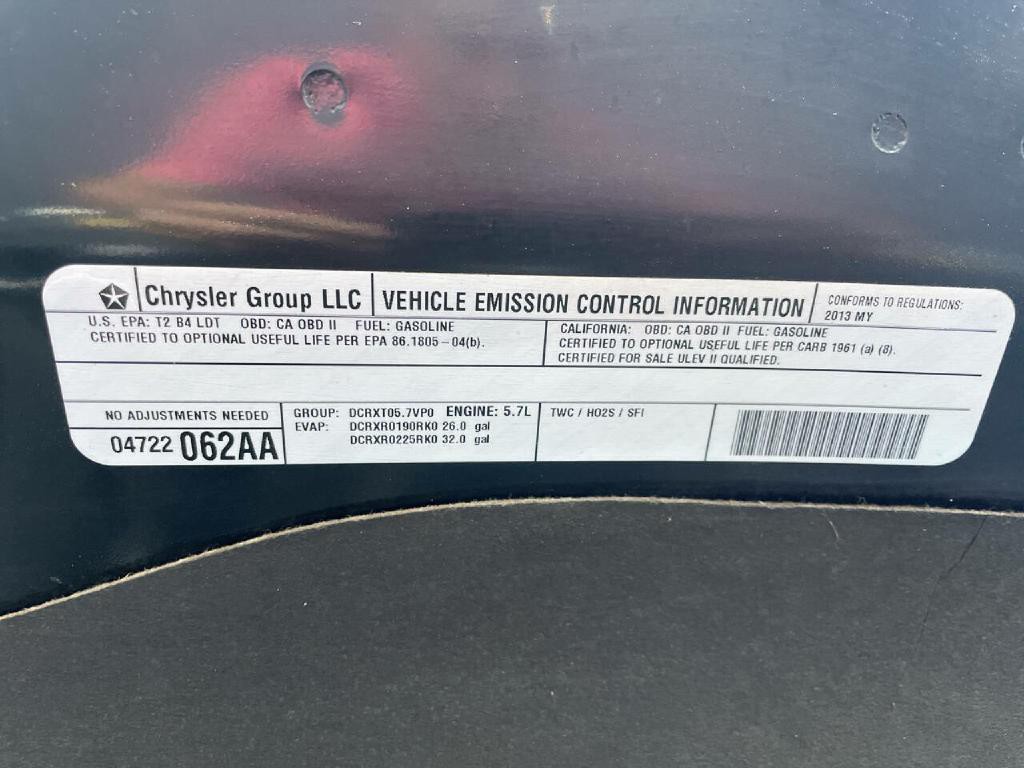 Chrysler Group LLC
VEHICLE EMISSION CONTROL INFORMATION
CONFORMS TO REGULATIONS:
2013 MY
U.S. EPA: T2 B4 LDT OBD: CA OBD II FUEL: GASOLINE
CERTIFIED TO OPTIONAL USEFUL LIFE PER EPA 86.1805-04(b).
CALIFORNIA: OBD: CA OBD II FUEL: GASOLINE
CERTIFIED TO OPTIONAL USEFUL LIFE PER CARB 1961 (a) (8).
CERTIFIED FOR SALE ULEV II QUALIFIED.
NO ADJUSTMENTS NEEDED
04722 062AA
GROUP: DCRXT05.7VP0 ENGINE: 5.7L
EVAP: DCRXR0190RK0 26.0 gal
DCRXR0225RK0 32.0 gal
TWC / HO2S / SFI